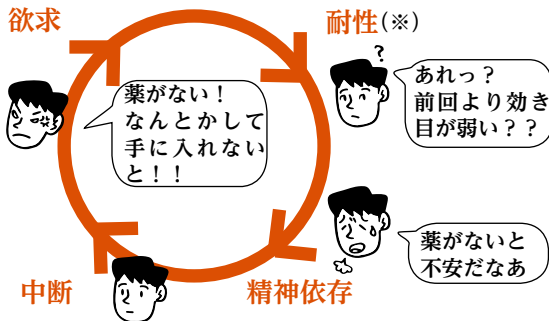 欲求
耐性(※)
?
薬がない！
なんとかして
手に入れない
と！！
あれっ？
前回より効き
目が弱い？？
薬がないと
不安だなあ
中断
精神依存